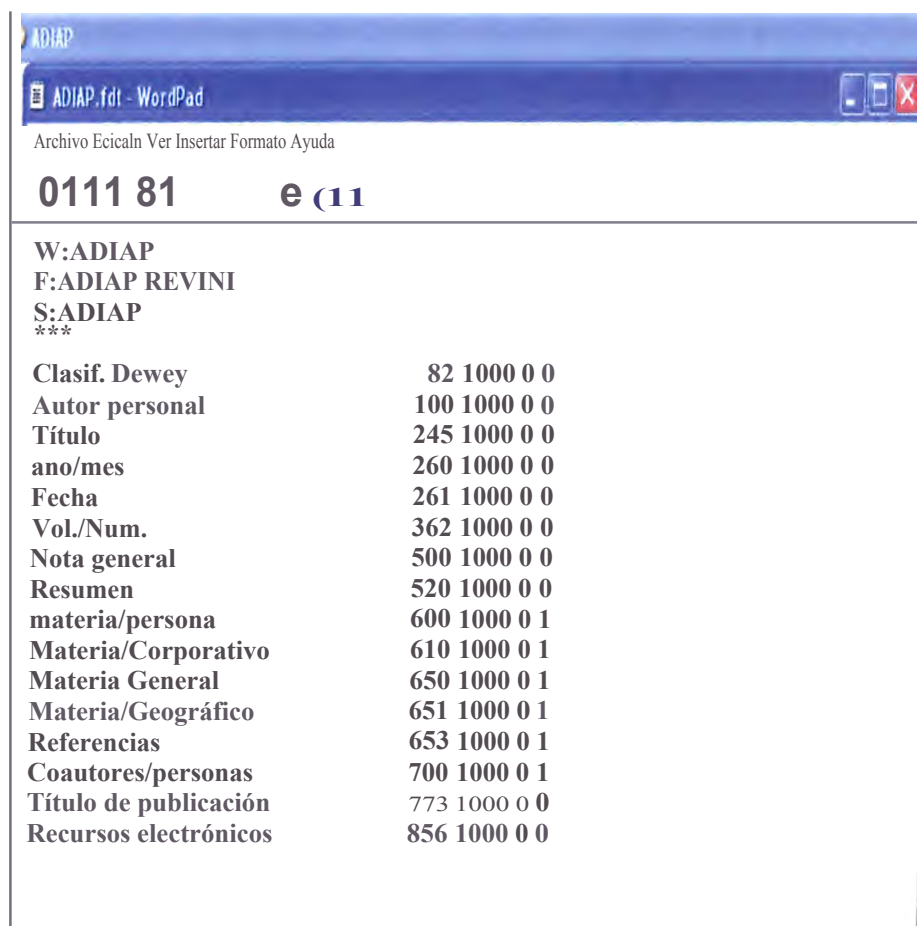 ADIAP
ADIAP.fdt - WordPad
Archivo Ecicaln Ver Insertar Formato Ayuda
0111 81 e (11
W:ADIAP
F:ADIAP REVINI
S:ADIAP
***
Clasif. Dewey 82 1000 0 0
Autor personal 100 1000 0 0
Título 245 1000 0 0
ano/mes 260 1000 0 0
Fecha 261 1000 0 0
Vol./Num. 362 1000 0 0
Nota general 500 1000 0 0
Resumen 520 1000 0 0
materia/persona 600 1000 0 1
Materia/Corporativo 610 1000 0 1
Materia General 650 1000 0 1
Materia/Geográfico 651 1000 0 1
Referencias 653 1000 0 1
Coautores/personas 700 1000 0 1
Título de publicación 773 1000 0 0
Recursos electrónicos 856 1000 0 0